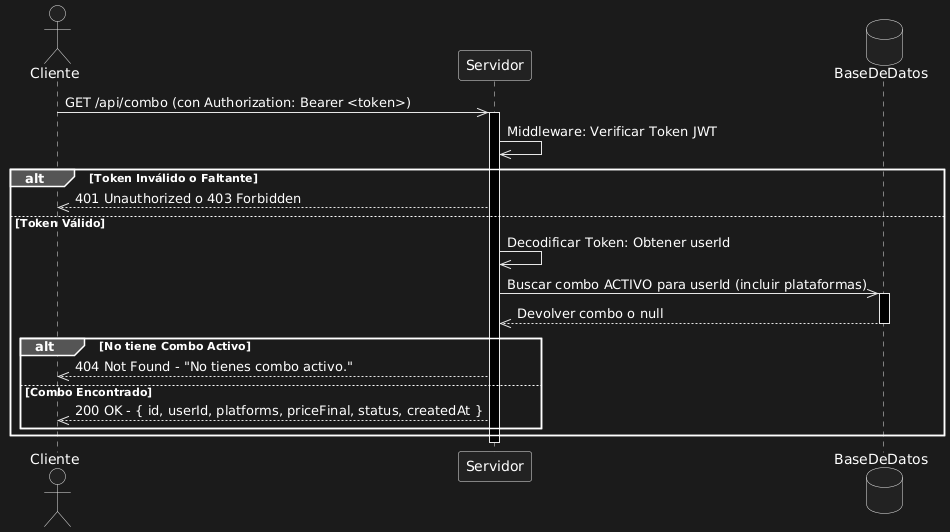 Cliente
Servidor
BaseDeDatos
GET /api/combo (con Authorization: Bearer <token>)
Middleware: Verificar Token JWT
alt [Token Inválido o Faltante]
401 Unauthorized o 403 Forbidden
[Token Válido]
Decodificar Token: Obtener userId
Buscar combo ACTIVO para userId (incluir plataformas)
Devolver combo o null
alt [No tiene Combo Activo]
404 Not Found - "No tienes combo activo."
[Combo Encontrado]
200 OK - { id, userId, platforms, priceFinal, status, createdAt }
Cliente
Servidor
BaseDeDatos